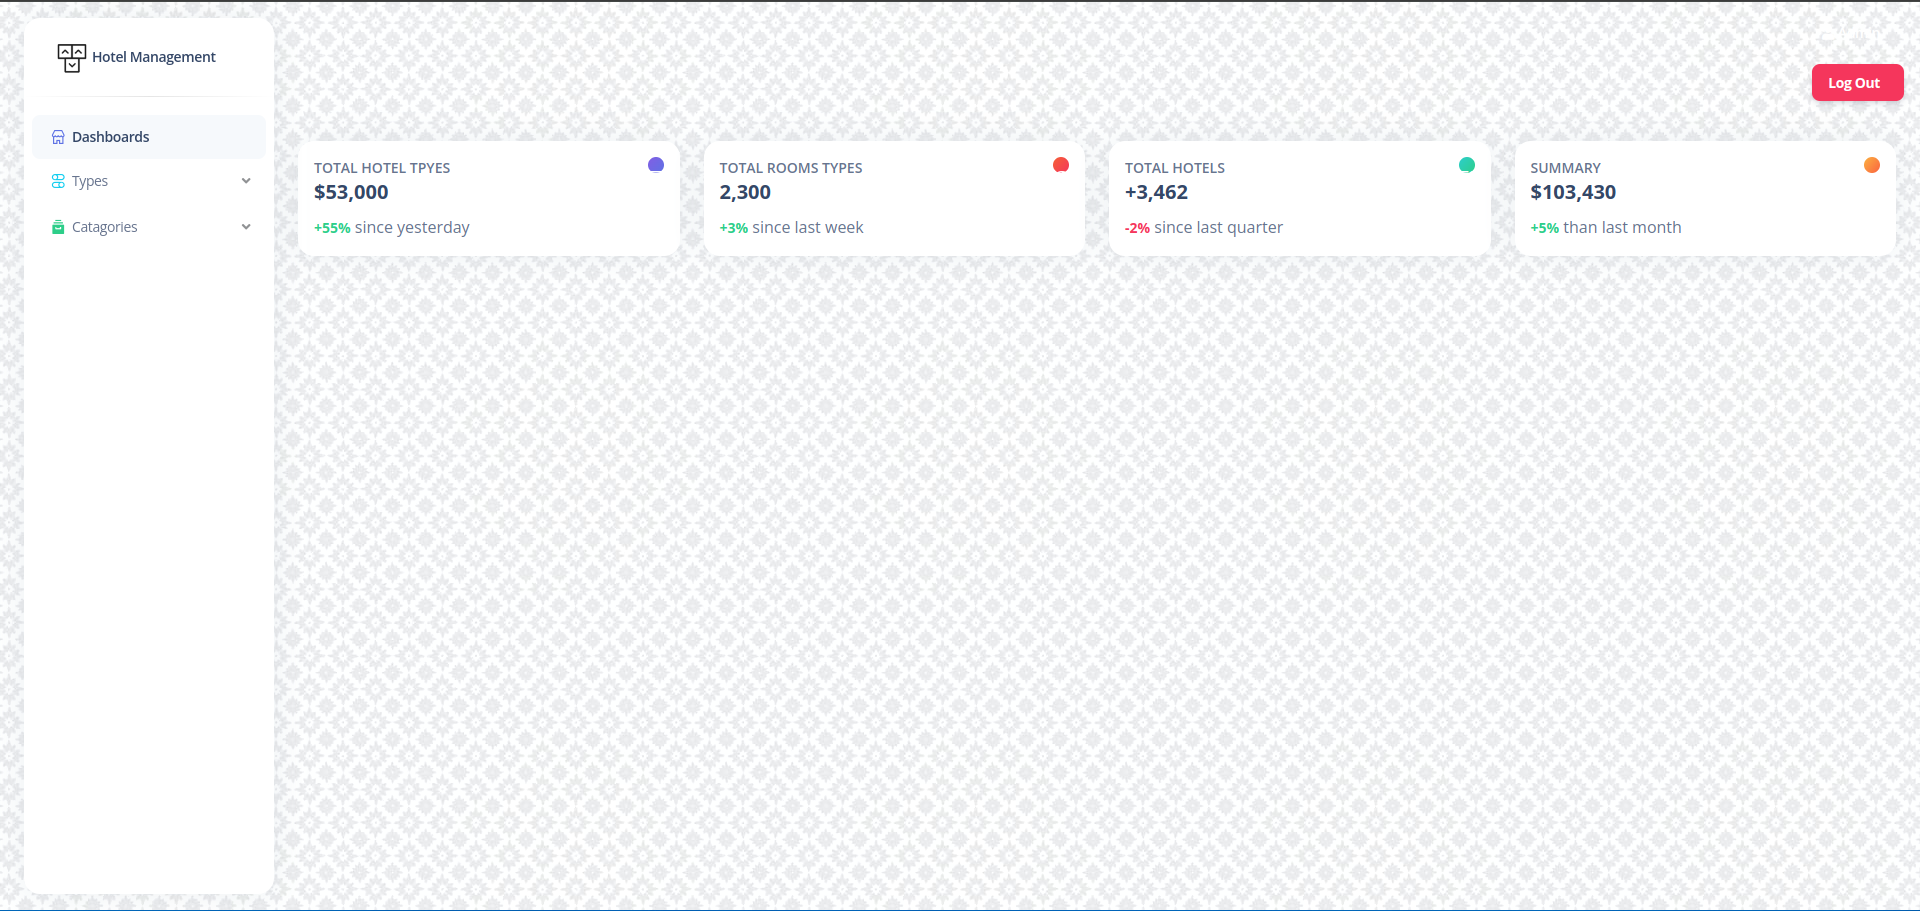 Hotel Management
Log Out
Dashboards
Types
Catagories
TOTAL HOTEL TPYES
$53,000
+55% since yesterday
TOTAL ROOMS TYPES
2,300
+3% since last week
TOTAL HOTELS
+3,462
-2% since last quarter
SUMMARY
$103,430
+5% than last month